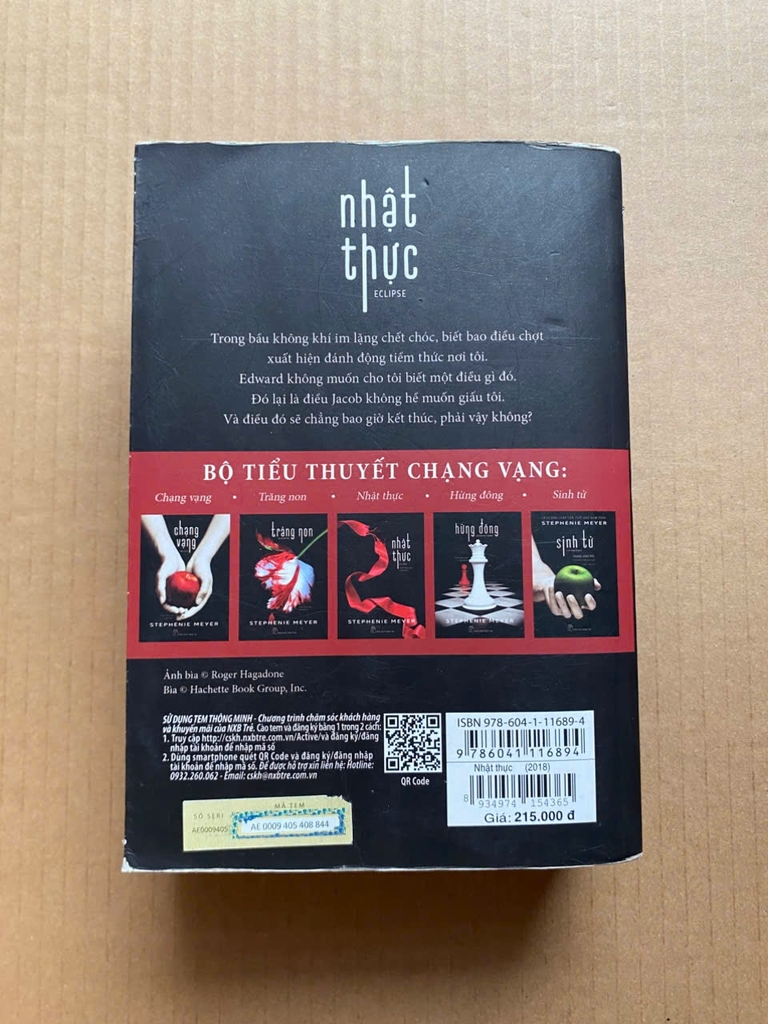 nhật
thực
ECLIPSE
Trong bầu không khí im lặng chết chóc, biết bao điều chợt
xuất hiện đánh động tiềm thức nơi tôi.
Edward không muốn cho tôi biết một điều gì đó.
Đó lại là điều Jacob không hề muốn giấu tôi.
Và điều đó sẽ chẳng bao giờ kết thúc, phải vậy không?
BỘ TIỂU THUYẾT CHẠNG VẠNG:
Chạng vạng • Trăng non • Nhật thực • Hừng đông • Sinh tử
chạng
vạng
STEPHENIE MEYER
trăng non
STEPHENIE MEYER
nhật
thực
STEPHENIE MEYER
hừng đông
STEPHENIE MEYER
STEPHENIE MEYER
sinh tử
Ảnh bìa © Roger Hagadone
Bìa © Hachette Book Group, Inc.
SỬ DỤNG TEM THÔNG MINH - Chương trình chăm sóc khách hàng
và khuyến mãi của NXB Trẻ. Cào tem và đăng ký bằng 1 trong 2 cách:
1. Truy cập http://cskh.nxbtre.com.vn/Active/và đăng ký/đăng
nhập tài khoản để nhập mã số
2. Dùng smartphone quét QR Code và đăng ký/đăng nhập
tài khoản để nhập mã số. Để được hỗ trợ xin liên hệ: Hotline:
0932.260.062 - Email: cskh@nxbtre.com.vn
QR Code
ISBN 978-604-1-11689-4
9 786041 116894
Nhật thực (2018)
8 934974 154365
Giá: 215.000 đ
MÃ TEM
SỐ SERI
AE0009405
AE 0009 405 408 844